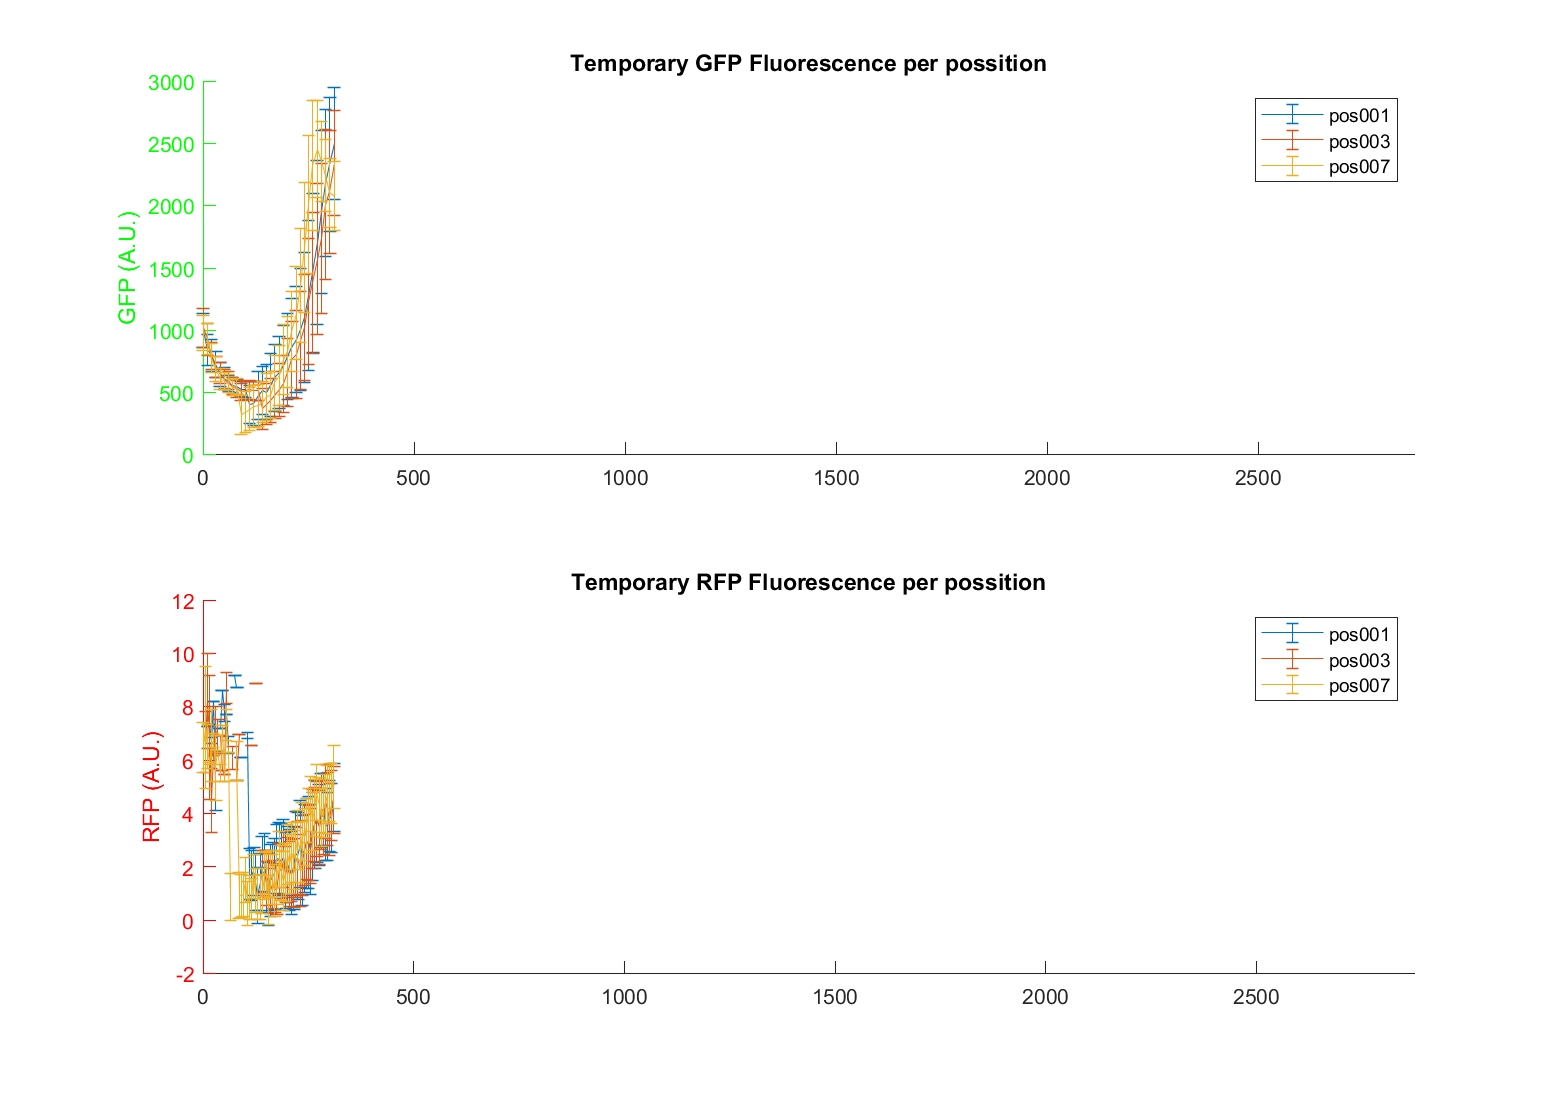 Temporary GFP Fluorescence per possition
3000
2500
2000
1500
1000
500
0
GFP (A.U.)
pos001
pos003
pos007
0 500 1000 1500 2000 2500
Temporary RFP Fluorescence per possition
12
10
8
6
4
2
0
-2
RFP (A.U.)
pos001
pos003
pos007
0 500 1000 1500 2000 2500